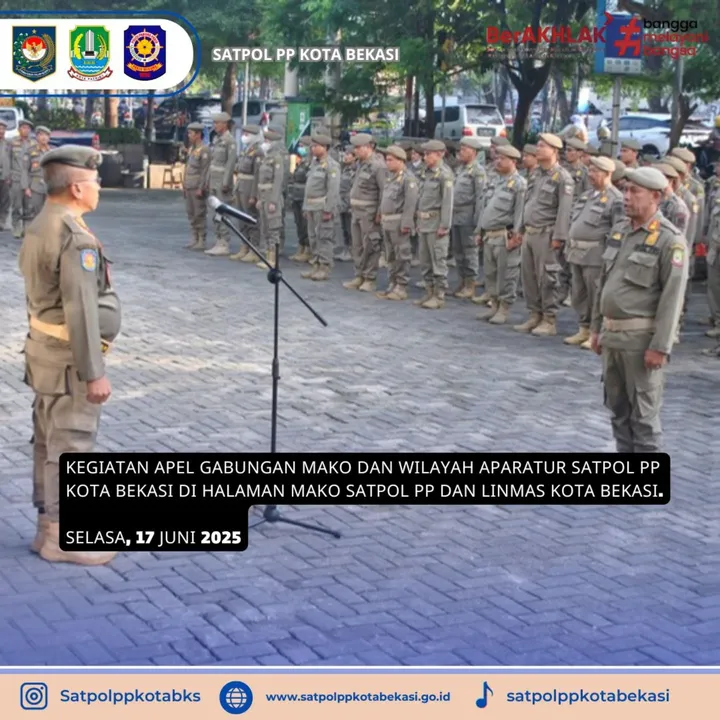 SATPOL PP KOTA BEKASI
BerAKHLAK
#bangga
melayani
bangsa
KEGIATAN APEL GABUNGAN MAKO DAN WILAYAH APARATUR SATPOL PP
KOTA BEKASI DI HALAMAN MAKO SATPOL PP DAN LINMAS KOTA BEKASI.
SELASA, 17 JUNI 2025
Satpolppkotabks
www.satpolppkotabekasi.go.id
satpolppkotabekasi